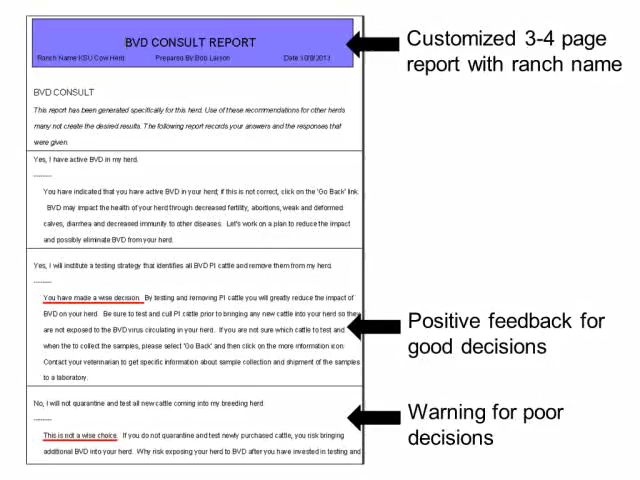 BVD CONSULT REPORT
Ranch Name KSU Cow Herd Prepared By Bob Larson Date 10/9/2013
Customized 3-4 page
report with ranch name
BVD CONSULT
This report has been generated specifically for this herd. Use of these recommendations for other herds
many not create the desired results. The following report records your answers and the responses that
were given.
Yes, I have active BVD in my herd.
--------
You have indicated that you have active BVD in your herd; if this is not correct, click on the 'Go Back' link.
BVD may impact the health of your herd through decreased fertility, abortions, weak and deformed
calves, diarrhea and decreased immunity to other diseases. Let's work on a plan to reduce the impact
and possibly eliminate BVD from your herd.
Yes, I will institute a testing strategy that identifies all BVD PI cattle and remove them from my herd.
--------
You have made a wise decision. By testing and removing PI cattle you will greatly reduce the impact of
BVD on your herd. Be sure to test and cull PI cattle prior to bringing any new cattle into your herd so they
are not exposed to the BVD virus circulating in your herd. If you are not sure which cattle to test and
when the to collect the samples, please select 'Go Back' and then click on the more information icon.
Contact your veterinarian to get specific information about sample collection and shipment of the samples
to a laboratory.
Positive feedback for
good decisions
No, I will not quarantine and test all new cattle coming into my breeding herd
--------
This is not a wise choice. If you do not quarantine and test newly purchased cattle, you risk bringing
additional BVD into your herd. Why risk exposing your herd to BVD after you have invested in testing and
Warning for poor
decisions